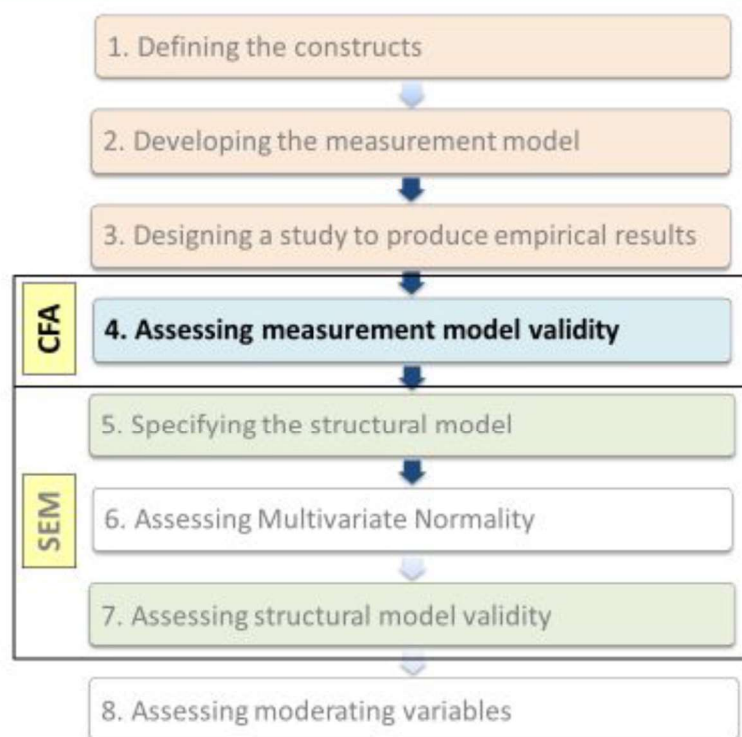 1. Defining the constructs
2. Developing the measurement model
3. Designing a study to produce empirical results
CFA
4. Assessing measurement model validity
5. Specifying the structural model
SEM
6. Assessing Multivariate Normality
7. Assessing structural model validity
8. Assessing moderating variables